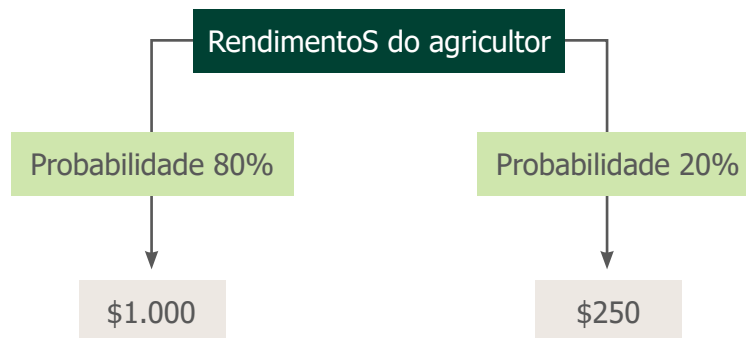 RendimentoS do agricultor
Probabilidade 80%
Probabilidade 20%
$1.000
$250